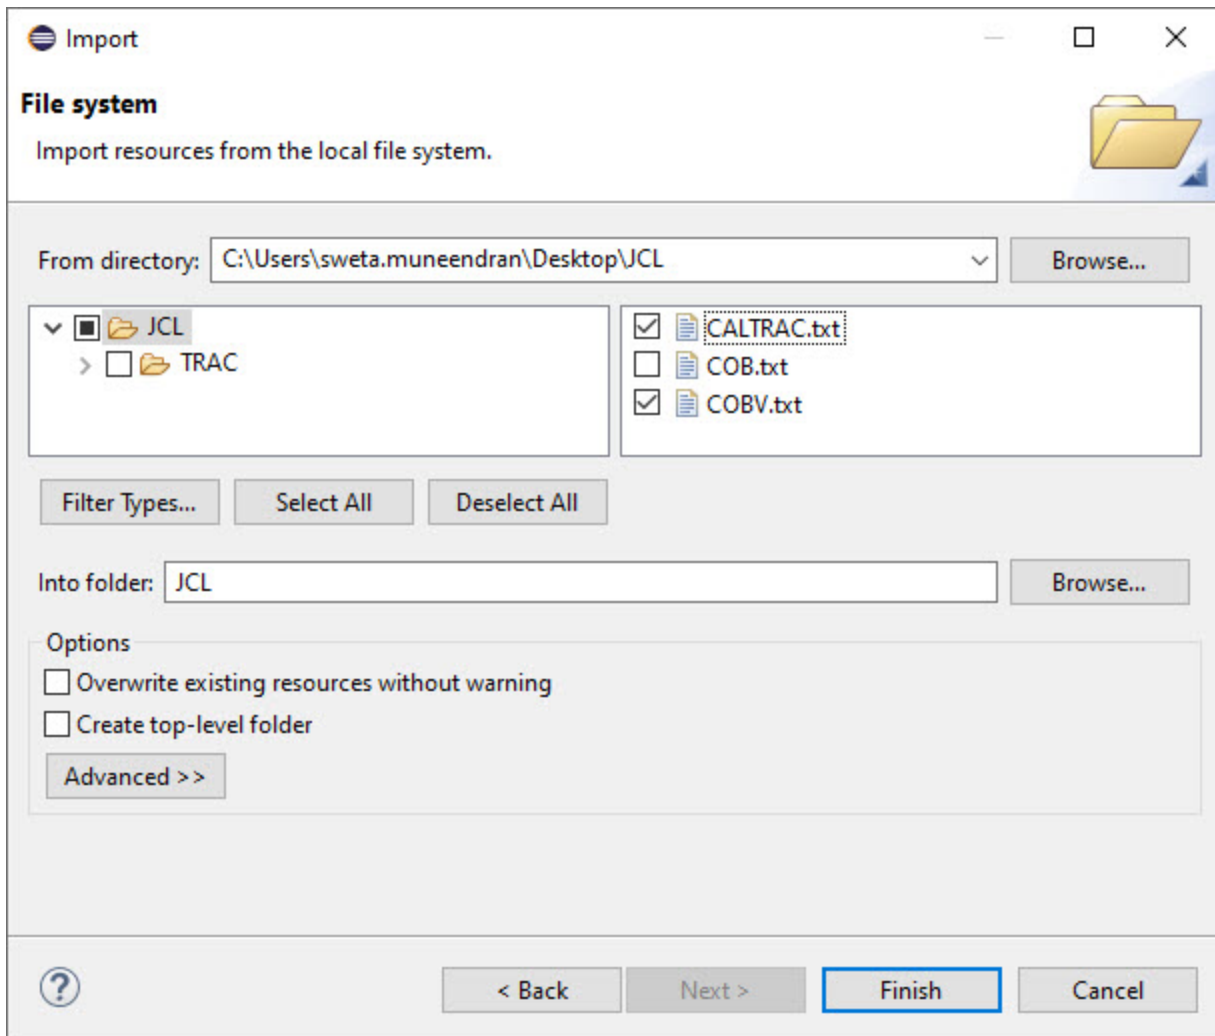 Import
File system
Import resources from the local file system.
From directory: C:\Users\sweta.muneendran\Desktop\JCL Browse...
JCL
TRAC
CALTRAC.txt
COB.txt
COBV.txt
Filter Types... Select All Deselect All
Into folder: JCL Browse...
Options
Overwrite existing resources without warning
Create top-level folder
Advanced >>
? < Back Next > Finish Cancel